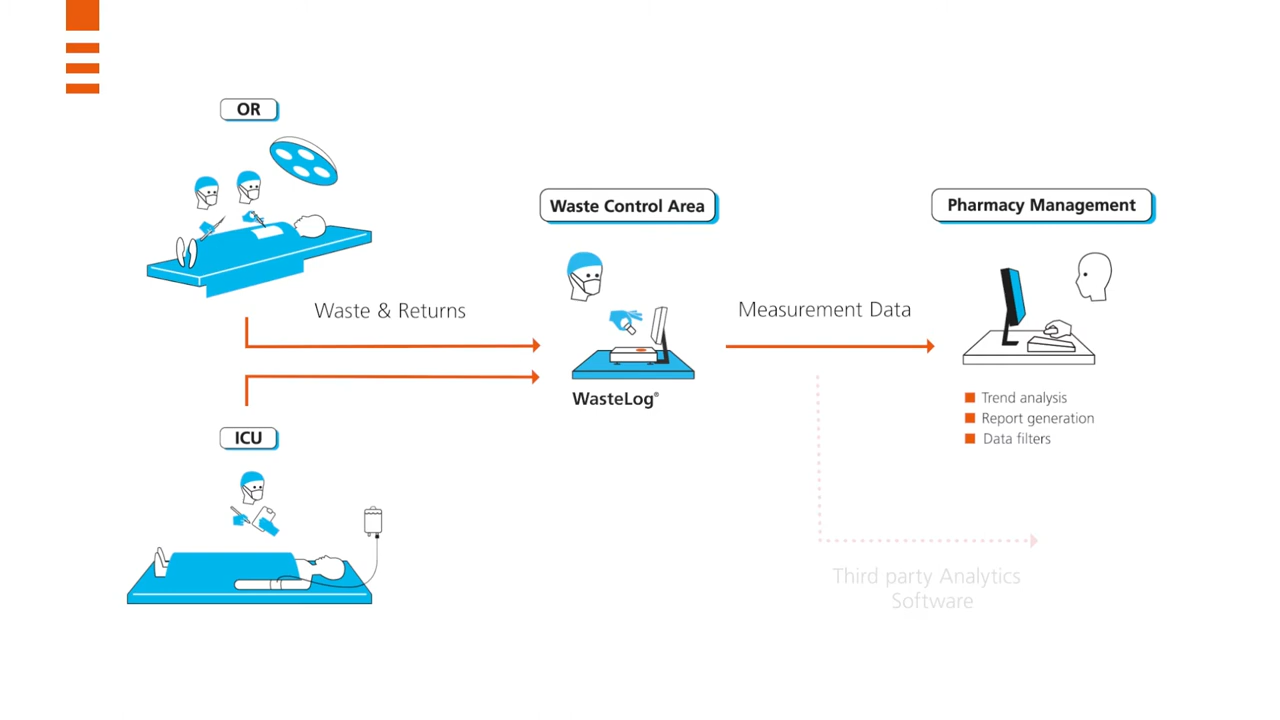 OR
Waste & Returns
ICU
Waste Control Area
WasteLog®
Measurement Data
Pharmacy Management
Trend analysis
Report generation
Data filters
Third party Analytics
Software